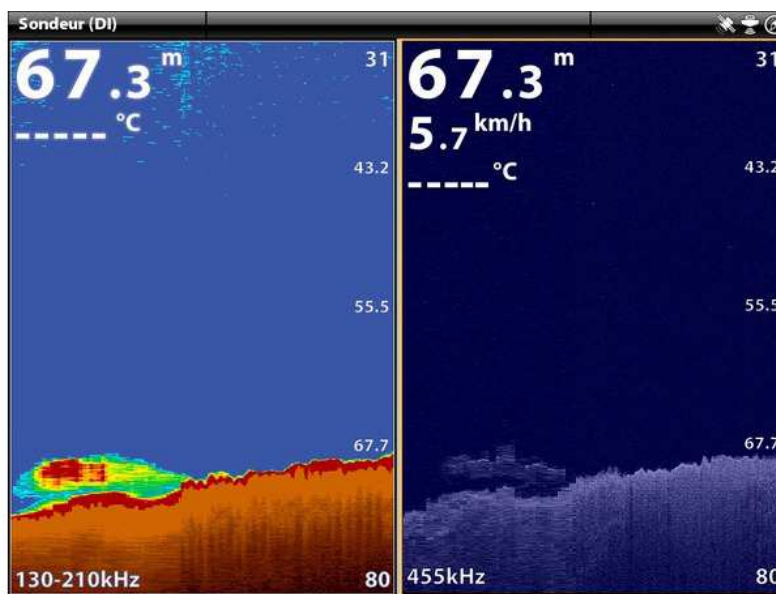 Sondeur (DI)
67.3 m
----- °C
31
43.2
55.5
67.7
130-210kHz
80
67.3 m
5.7 km/h
----- °C
31
43.2
55.5
67.7
455kHz
80